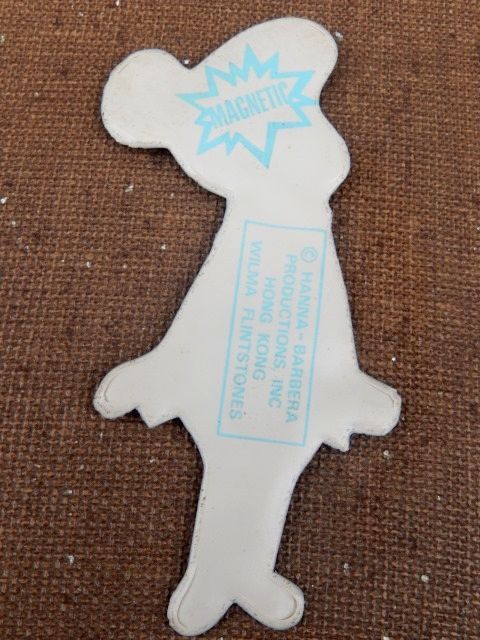 MAGNETIC
© HANNA-BARBERA
PRODUCTIONS, INC
HONG KONG
WILMA FLINTSTONES